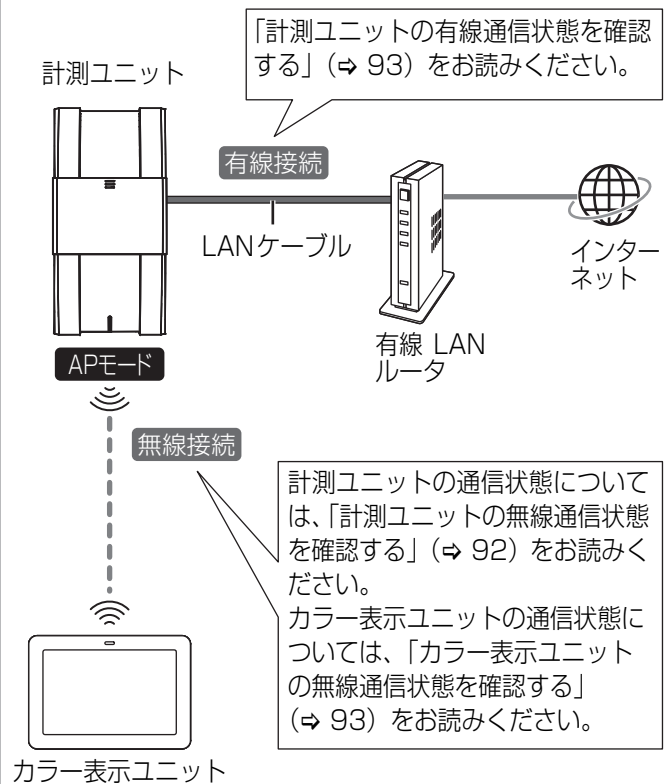 「計測ユニットの有線通信状態を確認
する」（⇨ 93）をお読みください。
計測ユニット
有線接続
LANケーブル
インター
ネット
有線 LAN
ルータ
APモード
無線接続
計測ユニットの通信状態について
は、「計測ユニットの無線通信状態
を確認する」（⇨ 92）をお読みく
ださい。
カラー表示ユニットの通信状態に
ついては、「カラー表示ユニット
の無線通信状態を確認する」
（⇨ 93）をお読みください。
カラー表示ユニット